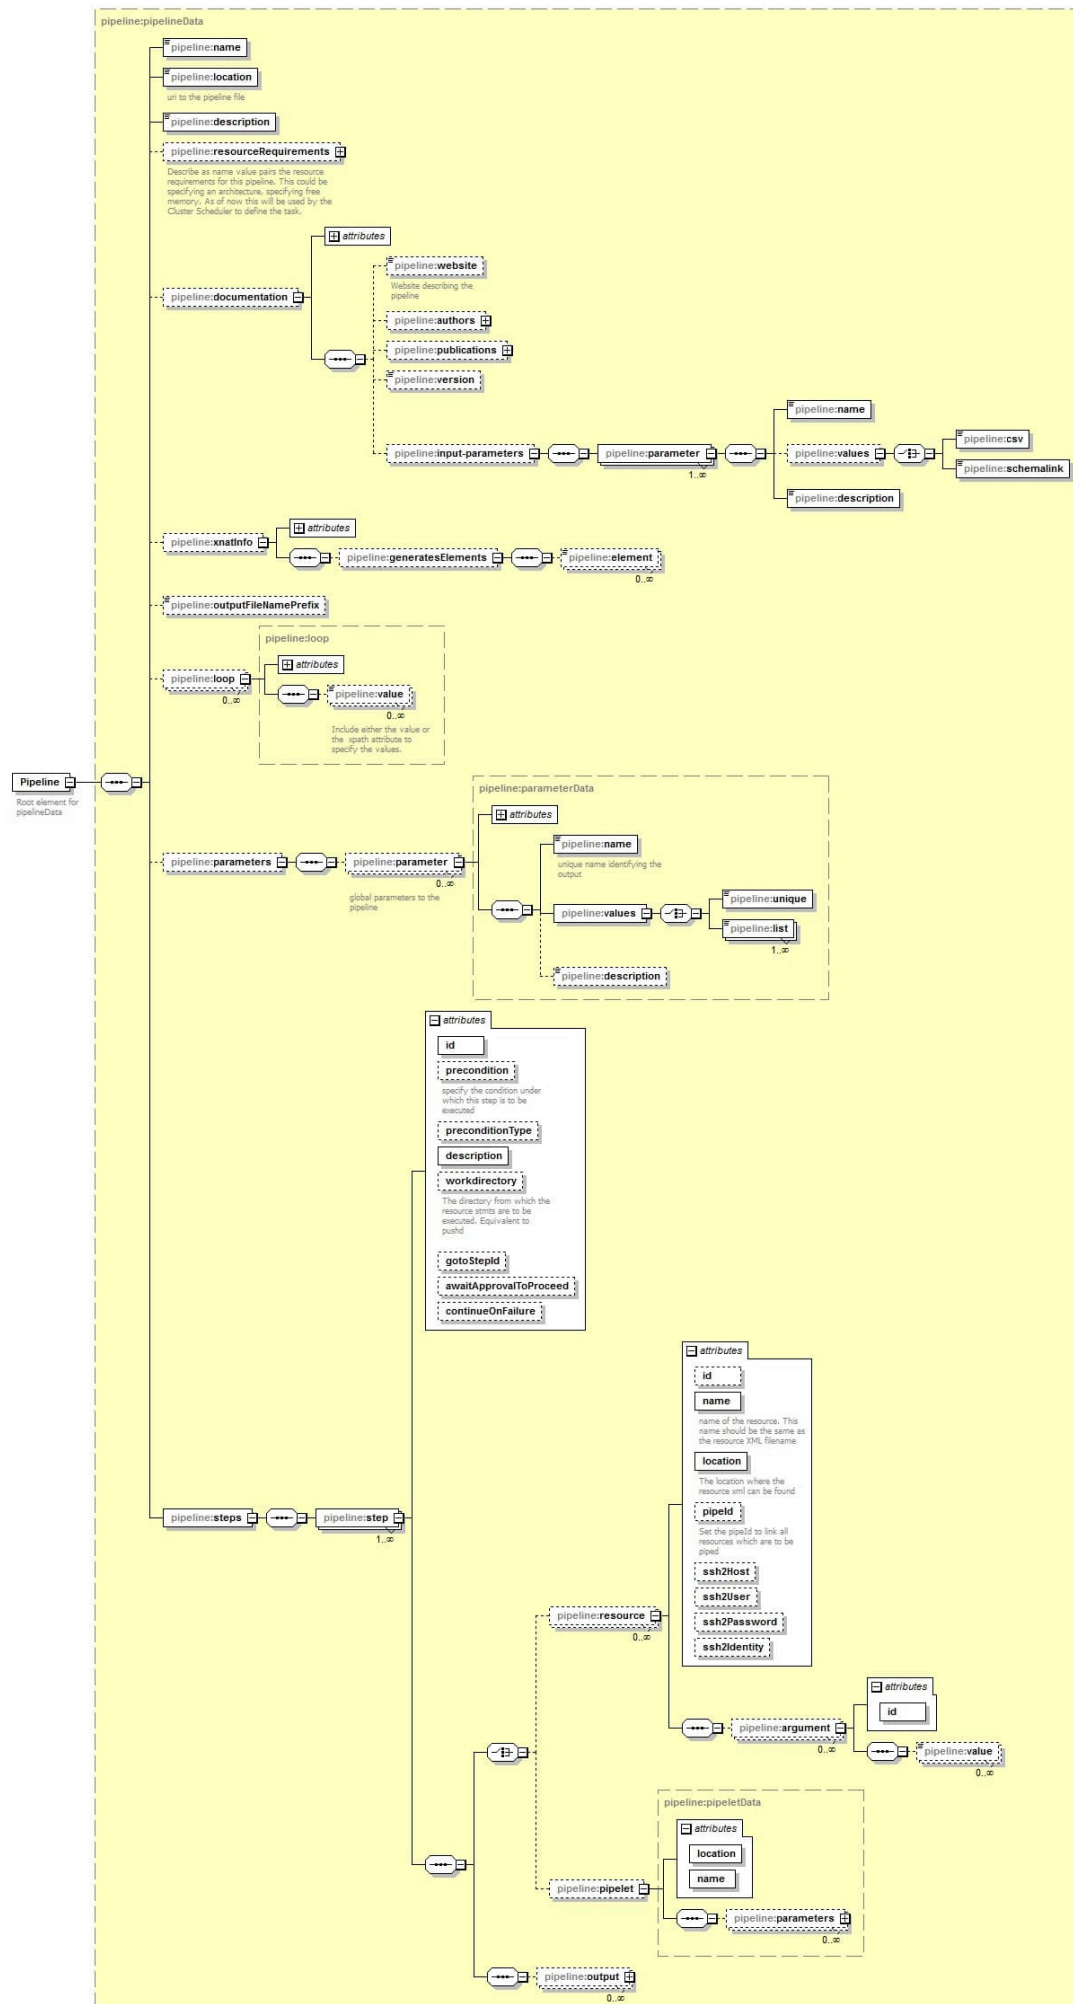 pipeline:pipelineData
pipeline:name
pipeline:location
uri to the pipeline file
pipeline:description
pipeline:resourceRequirements
Describe as name value pairs the resource
requirements for this pipeline. This could be
specifying an architecture, specifying free
memory. As of now this will be used by the
Cluster Scheduler to define the task.
attributes
pipeline:website
Website describing the
pipeline
pipeline:documentation
pipeline:authors
pipeline:publications
pipeline:version
pipeline:input-parameters
pipeline:parameter
1..∞
pipeline:name
pipeline:values
pipeline:csv
pipeline:schemalink
pipeline:description
attributes
pipeline:xnatInfo
pipeline:generatesElements
pipeline:element
0..∞
pipeline:outputFileNamePrefix
pipeline:loop
attributes
pipeline:loop
0..∞
pipeline:value
0..∞
Include either the value or
the xpath attribute to
specify the values.
Pipeline
Root element for
pipelineData
pipeline:parameterData
attributes
pipeline:name
unique name identifying the
output
pipeline:parameters
pipeline:parameter
0..∞
global parameters to the
pipeline
pipeline:values
pipeline:unique
pipeline:list
1..∞
pipeline:description
attributes
id
precondition
specify the condition under
which this step is to be
executed
preconditionType
description
workdirectory
The directory from which the
resource stmts are to be
executed. Equivalent to
pushd
gotoStepId
awaitApprovalToProceed
continueOnFailure
pipeline:steps
pipeline:step
1..∞
attributes
id
name
name of the resource. This
name should be the same as
the resource XML filename
location
The location where the
resource xml can be found
pipeId
Set the pipeId to link all
resources which are to be
piped
ssh2Host
ssh2User
ssh2Password
ssh2Identity
pipeline:resource
0..∞
attributes
id
pipeline:argument
0..∞
pipeline:value
0..∞
pipeline:pipeletData
attributes
location
name
pipeline:pipelet
pipeline:parameters
0..∞
pipeline:output
0..∞